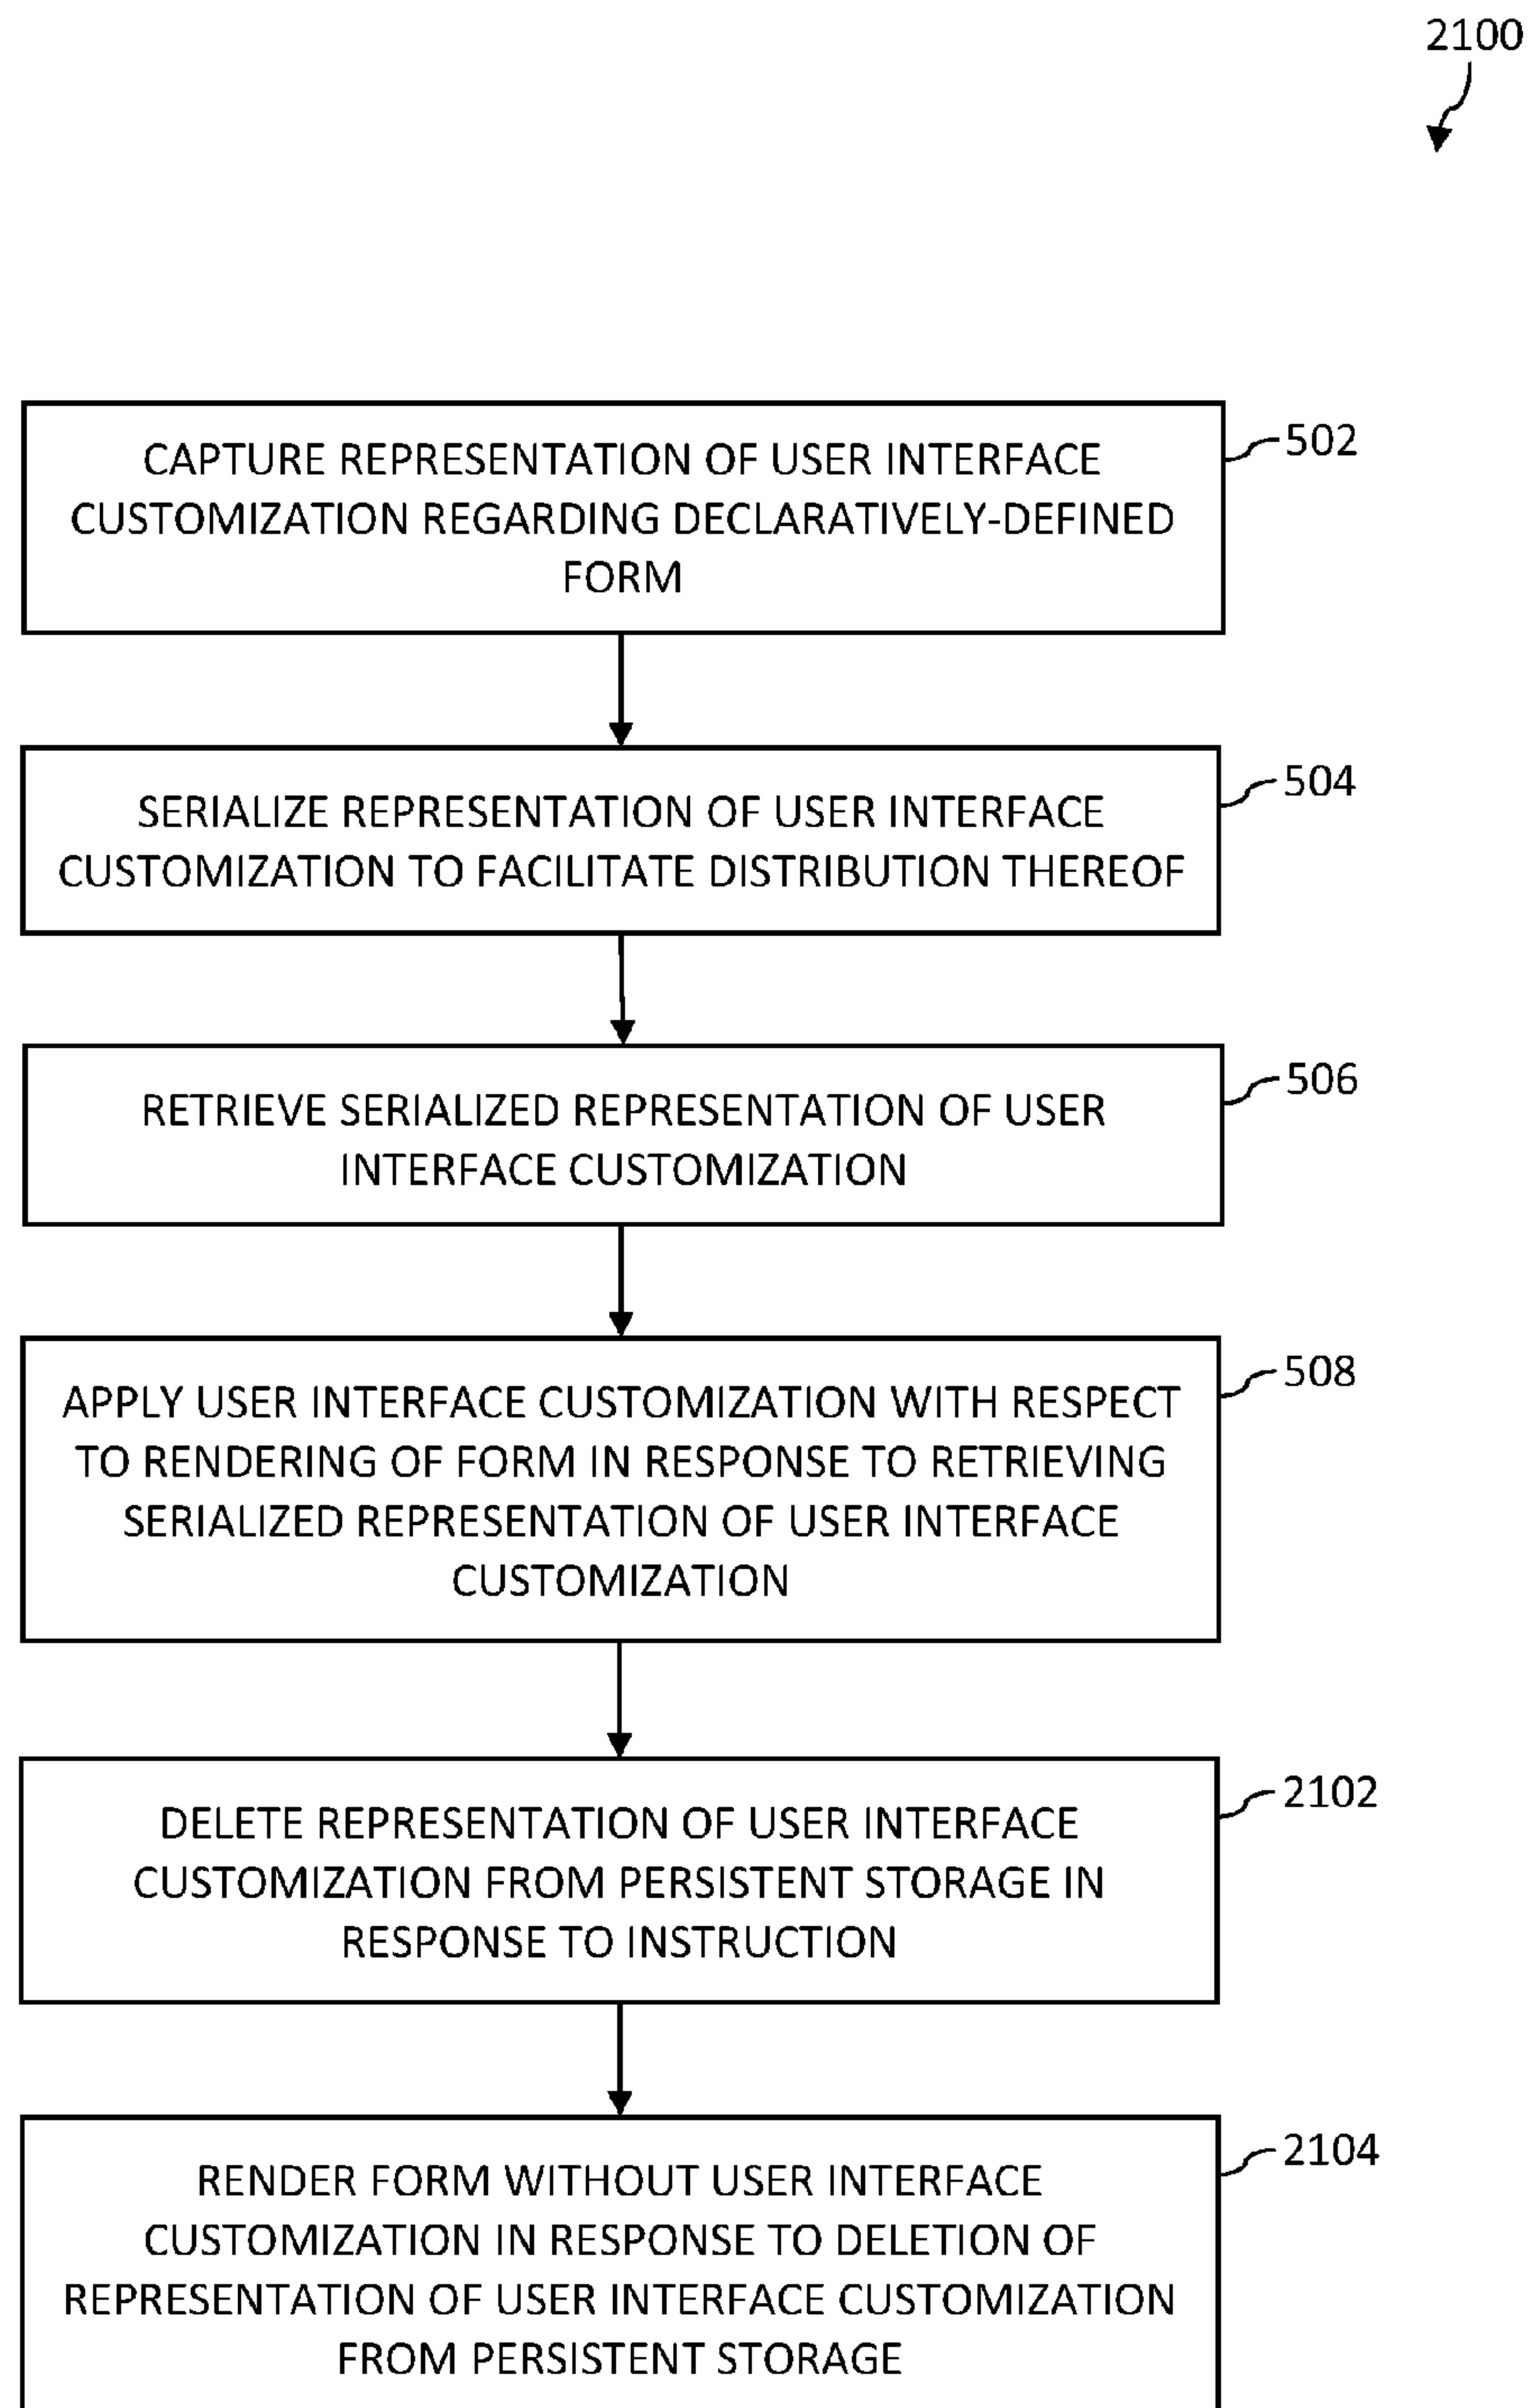 2100
CAPTURE REPRESENTATION OF USER INTERFACE
CUSTOMIZATION REGARDING DECLARATIVELY-DEFINED
FORM
502
SERIALIZE REPRESENTATION OF USER INTERFACE
CUSTOMIZATION TO FACILITATE DISTRIBUTION THEREOF
504
RETRIEVE SERIALIZED REPRESENTATION OF USER
INTERFACE CUSTOMIZATION
506
APPLY USER INTERFACE CUSTOMIZATION WITH RESPECT
TO RENDERING OF FORM IN RESPONSE TO RETRIEVING
SERIALIZED REPRESENTATION OF USER INTERFACE
CUSTOMIZATION
508
DELETE REPRESENTATION OF USER INTERFACE
CUSTOMIZATION FROM PERSISTENT STORAGE IN
RESPONSE TO INSTRUCTION
2102
RENDER FORM WITHOUT USER INTERFACE
CUSTOMIZATION IN RESPONSE TO DELETION OF
REPRESENTATION OF USER INTERFACE CUSTOMIZATION
FROM PERSISTENT STORAGE
2104